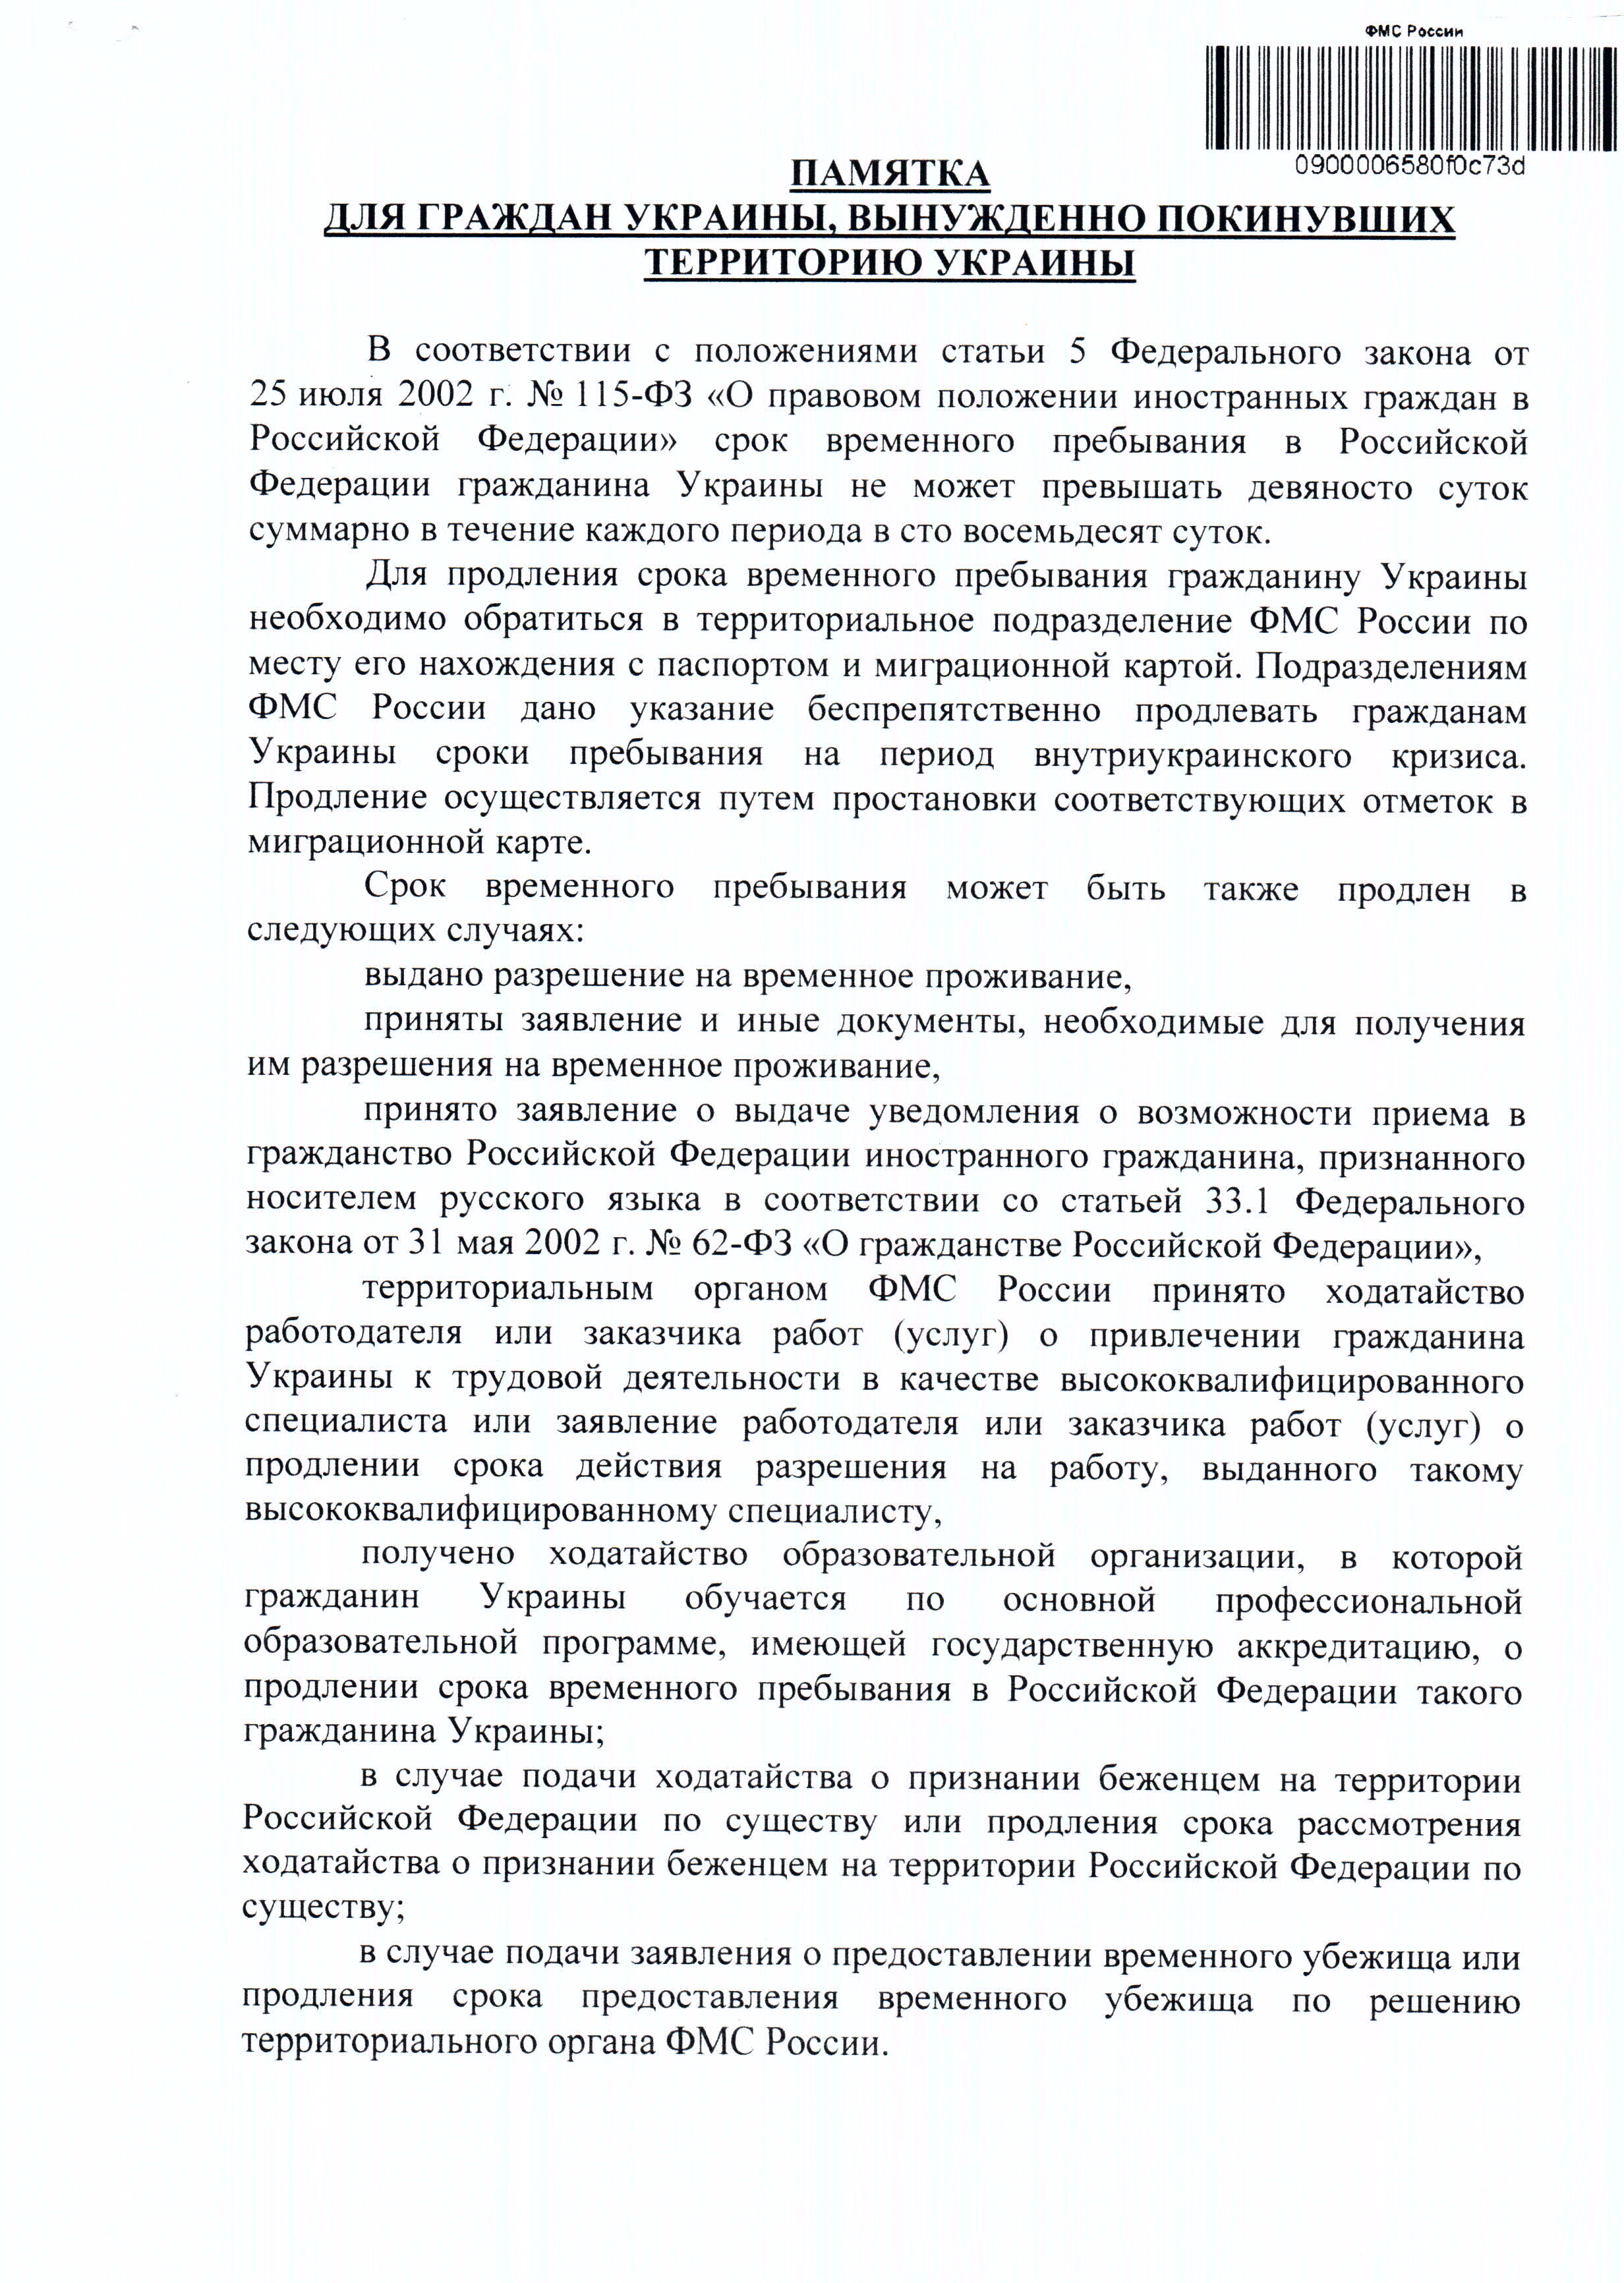 ФМС России
0900006580f0c73d
ПАМЯТКА
ДЛЯ ГРАЖДАН УКРАИНЫ, ВЫНУЖДЕННО ПОКИНУВШИХ
ТЕРРИТОРИЮ УКРАИНЫ
В соответствии с положениями статьи 5 Федерального закона от
25 июля 2002 г. № 115-ФЗ «О правовом положении иностранных граждан в
Российской Федерации» срок временного пребывания в Российской
Федерации гражданина Украины не может превышать девяносто суток
суммарно в течение каждого периода в сто восемьдесят суток.
Для продления срока временного пребывания гражданину Украины
необходимо обратиться в территориальное подразделение ФМС России по
месту его нахождения с паспортом и миграционной картой. Подразделениям
ФМС России дано указание беспрепятственно продлевать гражданам
Украины сроки пребывания на период внутриукраинского кризиса.
Продление осуществляется путем простановки соответствующих отметок в
миграционной карте.
Срок временного пребывания может быть также продлен в
следующих случаях:
выдано разрешение на временное проживание,
приняты заявление и иные документы, необходимые для получения
им разрешения на временное проживание,
принято заявление о выдаче уведомления о возможности приема в
гражданство Российской Федерации иностранного гражданина, признанного
носителем русского языка в соответствии со статьей 33.1 Федерального
закона от 31 мая 2002 г. № 62-ФЗ «О гражданстве Российской Федерации»,
территориальным органом ФМС России принято ходатайство
работодателя или заказчика работ (услуг) о привлечении гражданина
Украины к трудовой деятельности в качестве высококвалифицированного
специалиста или заявление работодателя или заказчика работ (услуг) о
продлении срока действия разрешения на работу, выданного такому
высококвалифицированному специалисту,
получено ходатайство образовательной организации, в которой
гражданин Украины обучается по основной профессиональной
образовательной программе, имеющей государственную аккредитацию, о
продлении срока временного пребывания в Российской Федерации такого
гражданина Украины;
в случае подачи ходатайства о признании беженцем на территории
Российской Федерации по существу или продления срока рассмотрения
ходатайства о признании беженцем на территории Российской Федерации по
существу;
в случае подачи заявления о предоставлении временного убежища или
продления срока предоставления временного убежища по решению
территориального органа ФМС России.